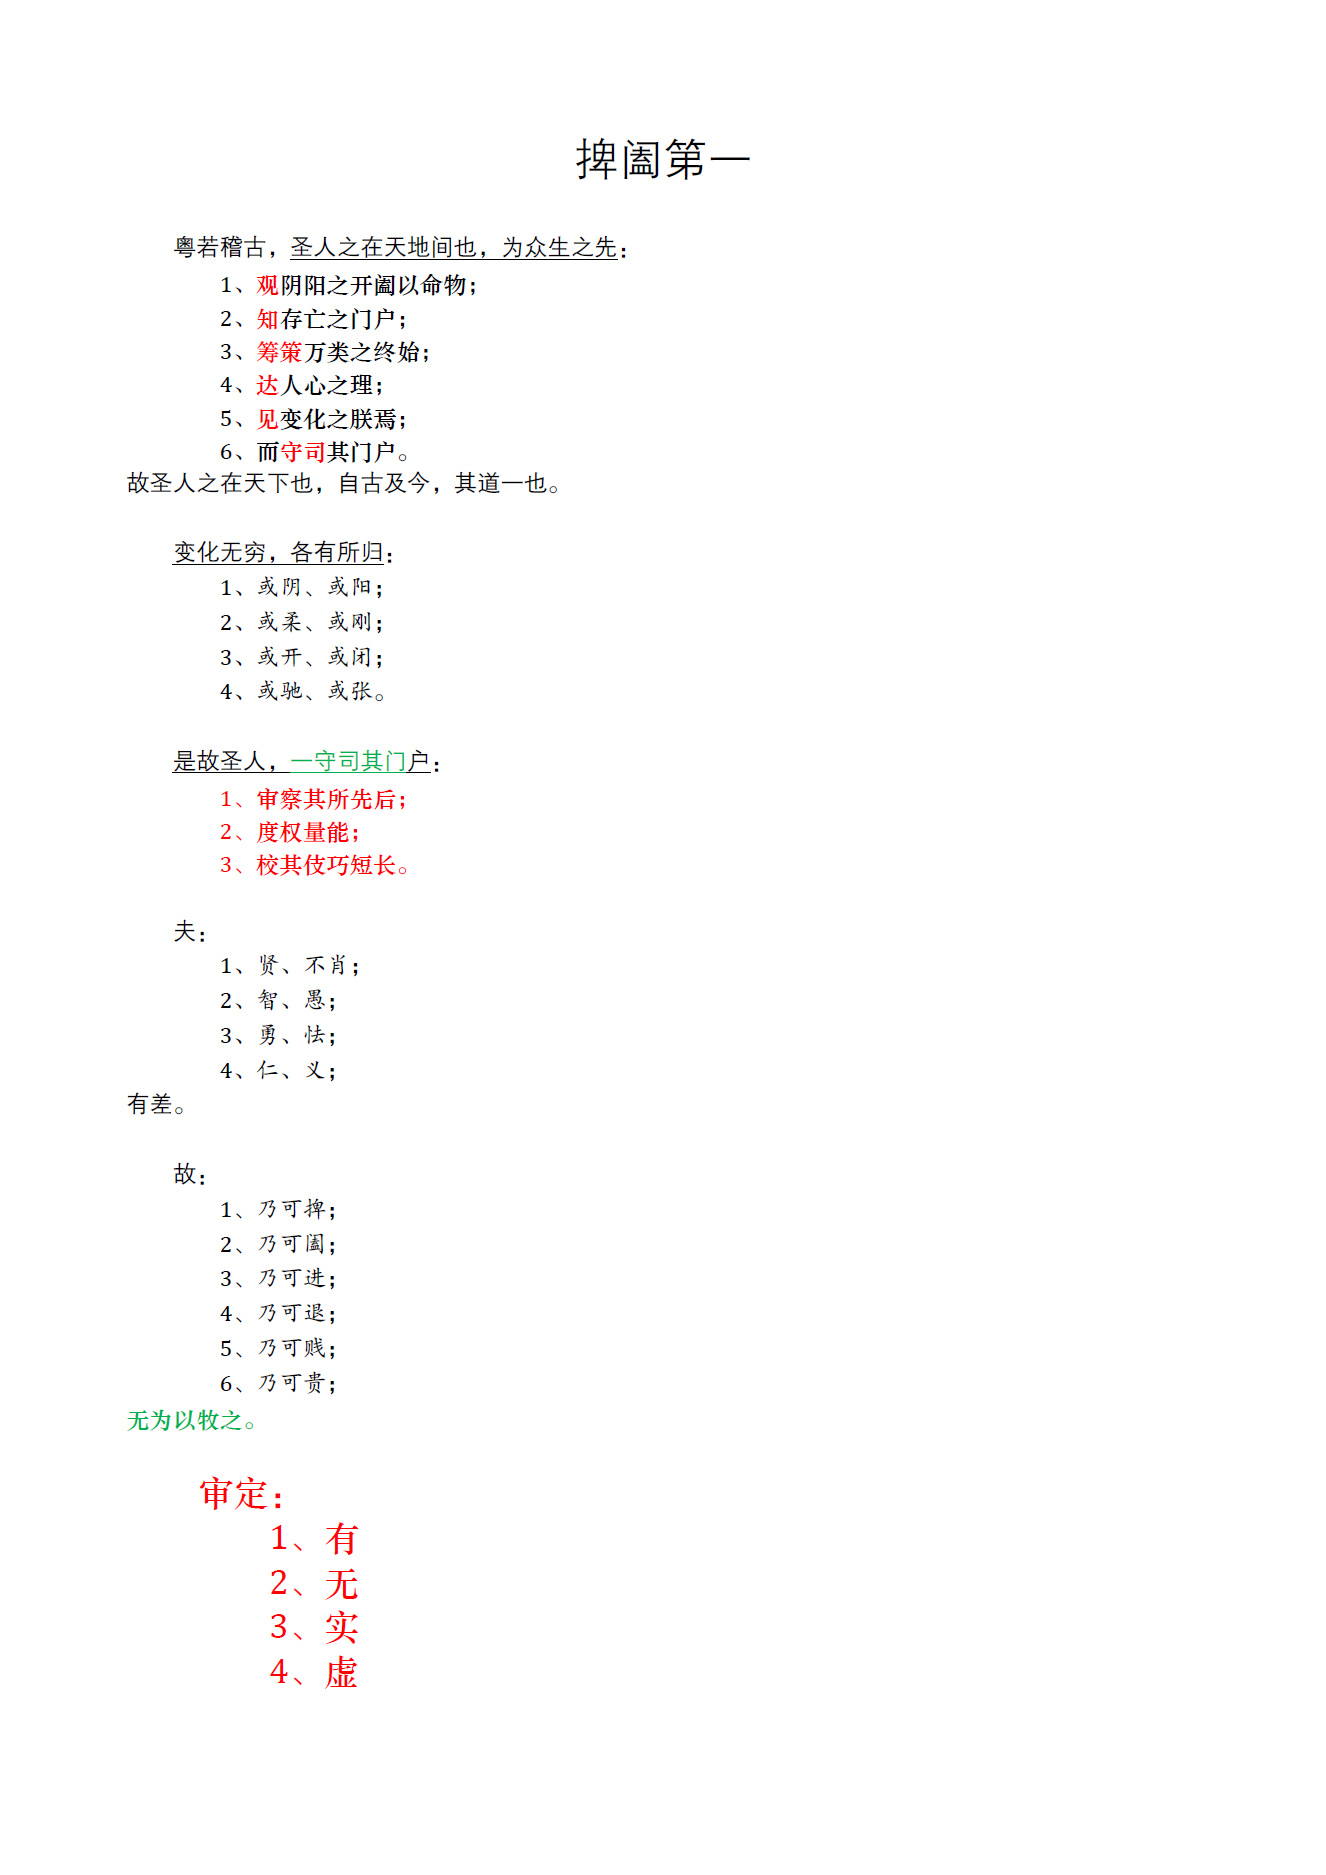 捭阖第一
粤若稽古，圣人之在天地间也，为众生之先：
1、观阴阳之开阖以命物；
2、知存亡之门户；
3、筹策万类之终始；
4、达人心之理；
5、见变化之朕焉；
6、而守司其门户。
故圣人之在天下也，自古及今，其道一也。
变化无穷，各有所归：
1、或阴、或阳；
2、或柔、或刚；
3、或开、或闭；
4、或驰、或张。
是故圣人，一守司其门户：
1、审察其所先后；
2、度权量能；
3、校其伎巧短长。
夫：
1、贤、不肖；
2、智、愚；
3、勇、怯；
4、仁、义；
有差。
故：
1、乃可捭；
2、乃可阖；
3、乃可进；
4、乃可退；
5、乃可贱；
6、乃可贵；
无为以牧之。
审定：
1、有
2、无
3、实
4、虚